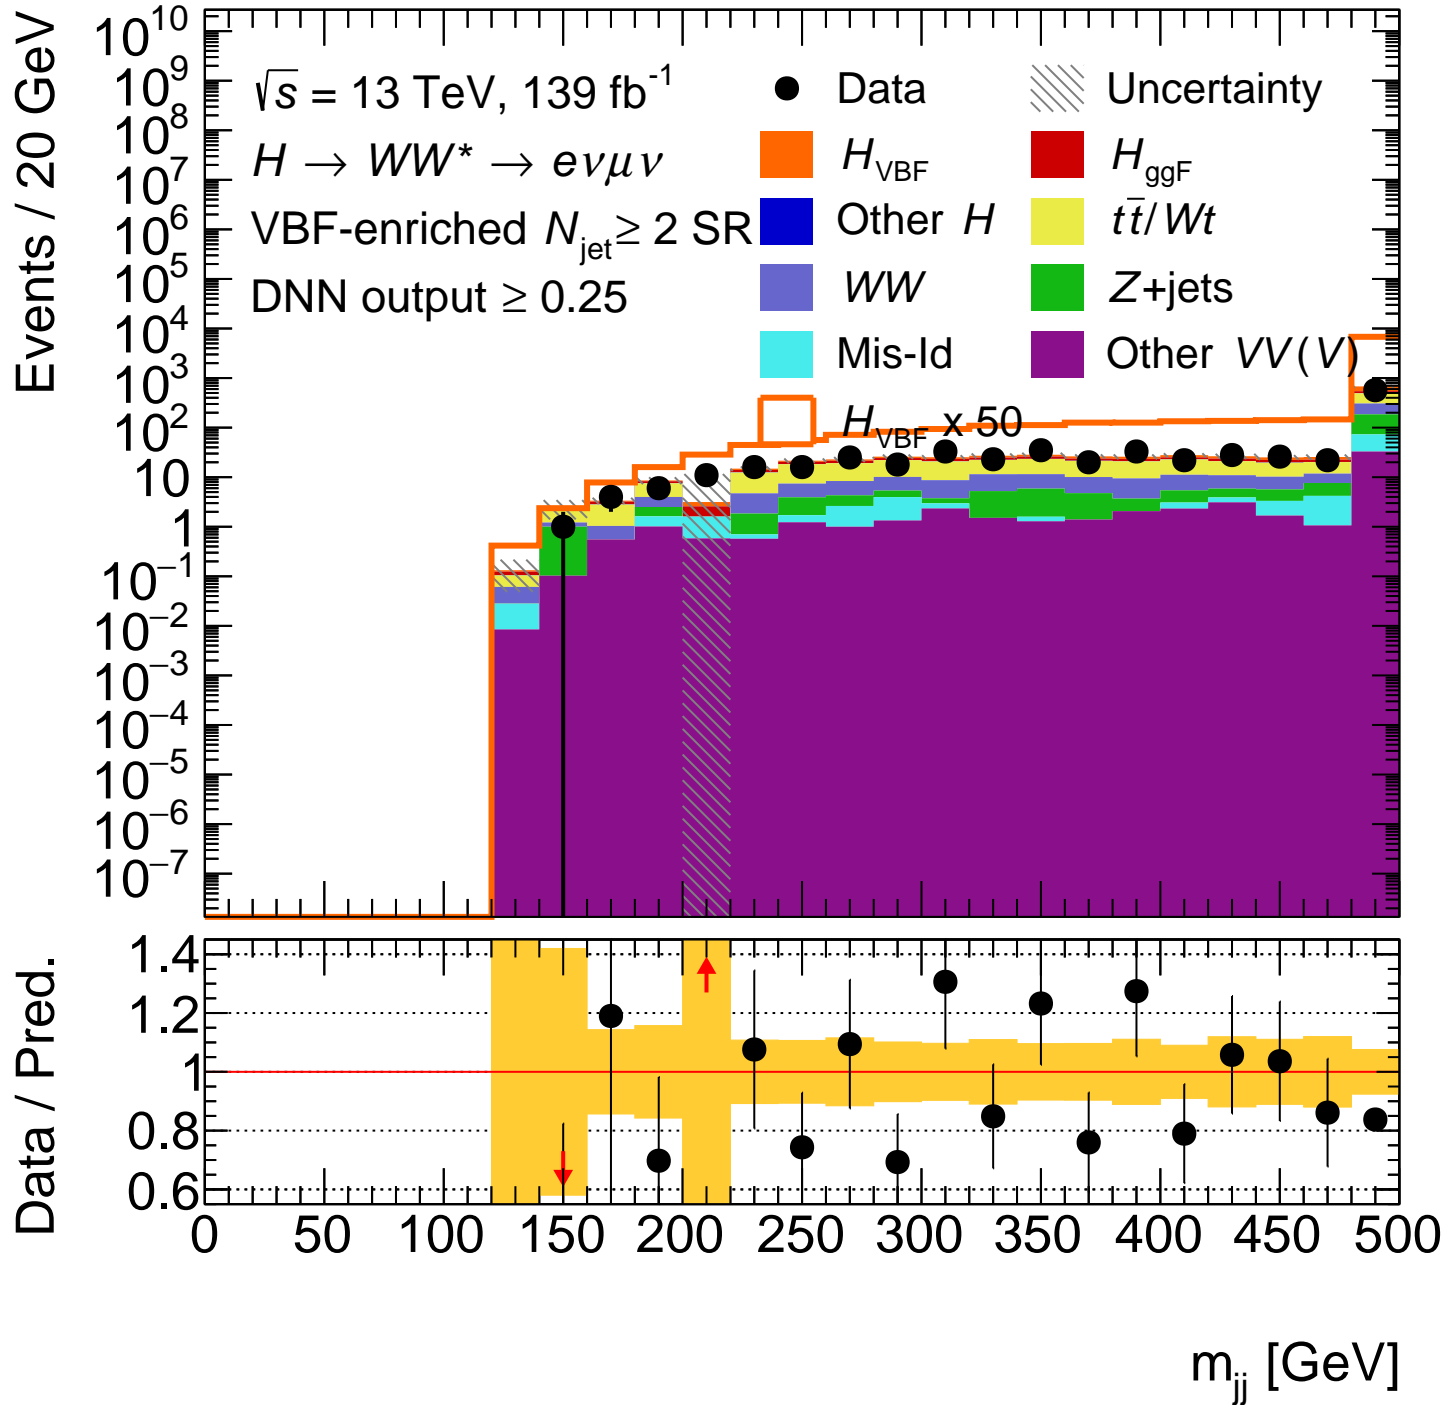 Events / 20 GeV
10^10
10^9
10^8
10^7
10^6
10^5
10^4
10^3
10^2
10
1
10^−1
10^−2
10^−3
10^−4
10^−5
10^−6
10^−7
√s = 13 TeV, 139 fb^-1
H → WW* → eνμν
VBF-enriched N_jet ≥ 2 SR
DNN output ≥ 0.25
Data
Uncertainty
H_VBF
H_ggF
Other H
tt̄/Wt
WW
Z+jets
Mis-Id
Other VV(V)
H_VBF x 50
Data / Pred.
1.4
1.2
1
0.8
0.6
0 50 100 150 200 250 300 350 400 450 500
m_jj [GeV]